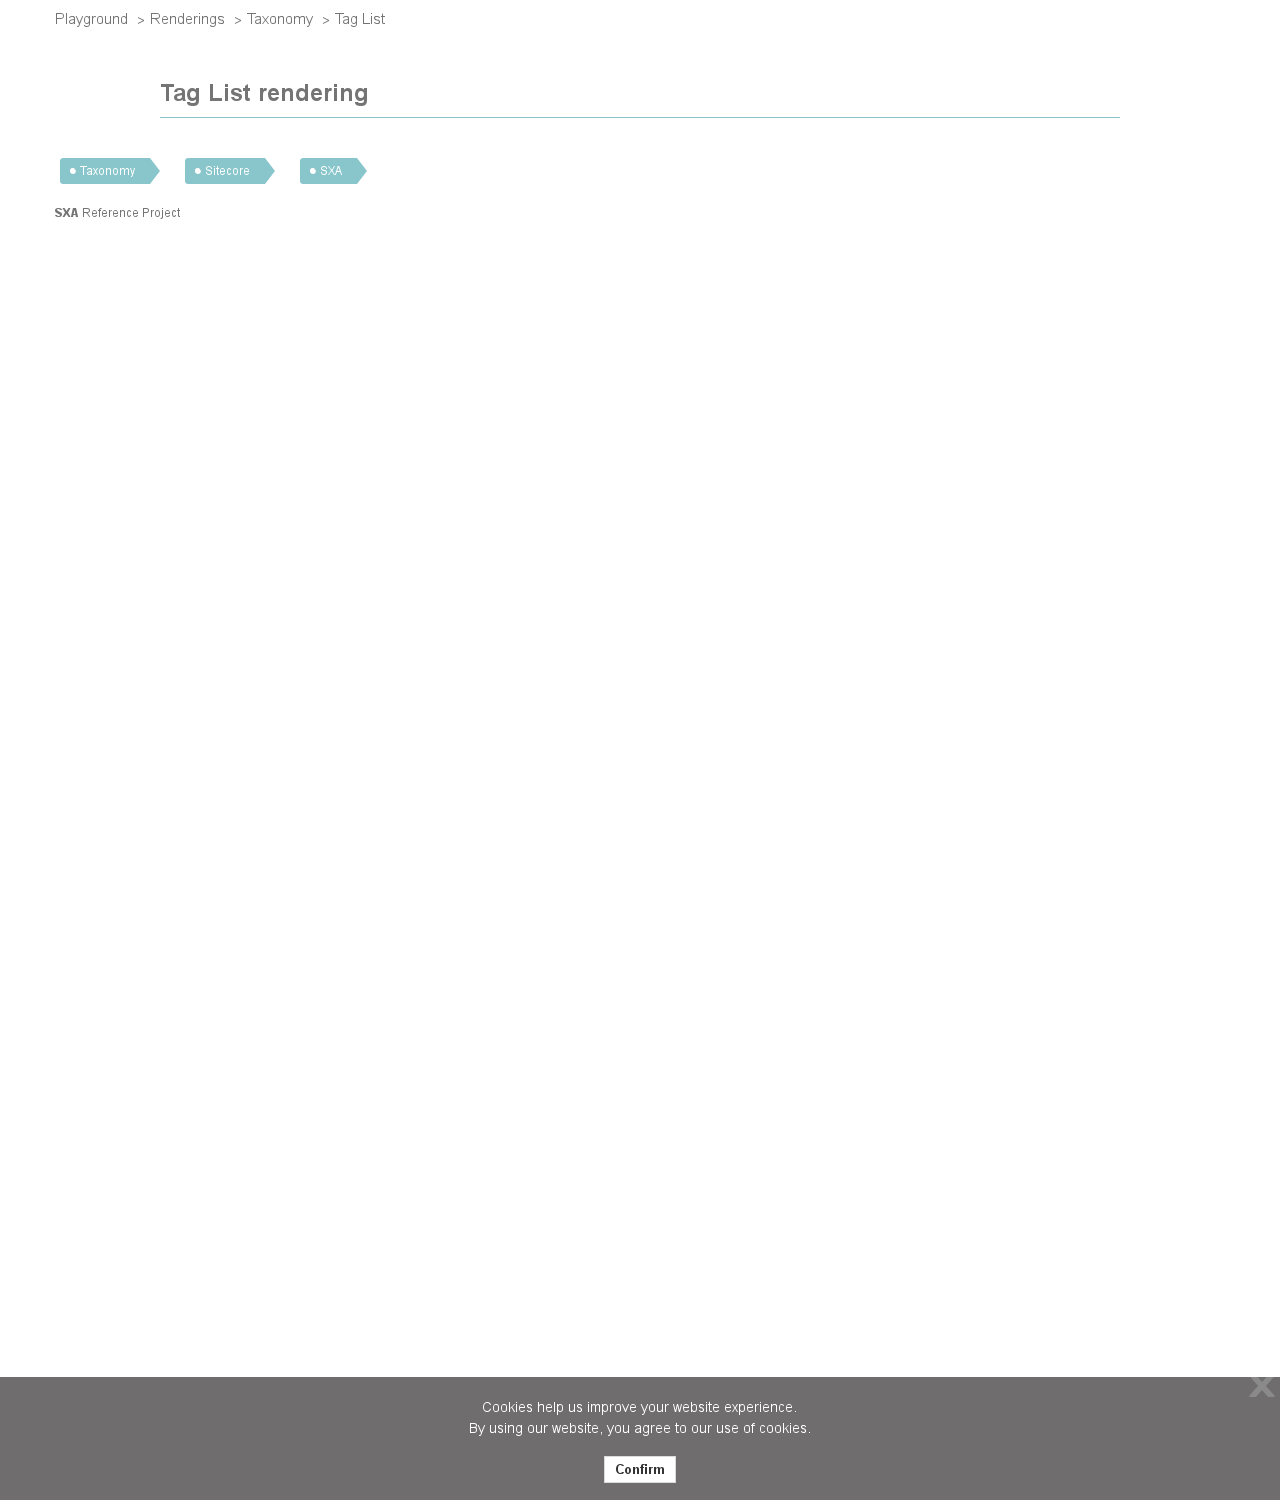 Playground > Renderings > Taxonomy > Tag List
Tag List rendering
Taxonomy Sitecore SXA
SXA Reference Project
Cookies help us improve your website experience.
By using our website, you agree to our use of cookies.
Confirm